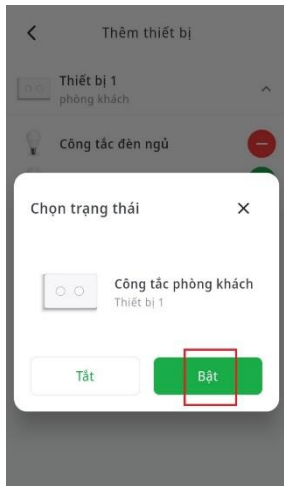 Thêm thiết bị
Thiết bị 1
phòng khách
Công tắc đèn ngủ
Chọn trạng thái
Công tắc phòng khách
Thiết bị 1
Tắt
Bật